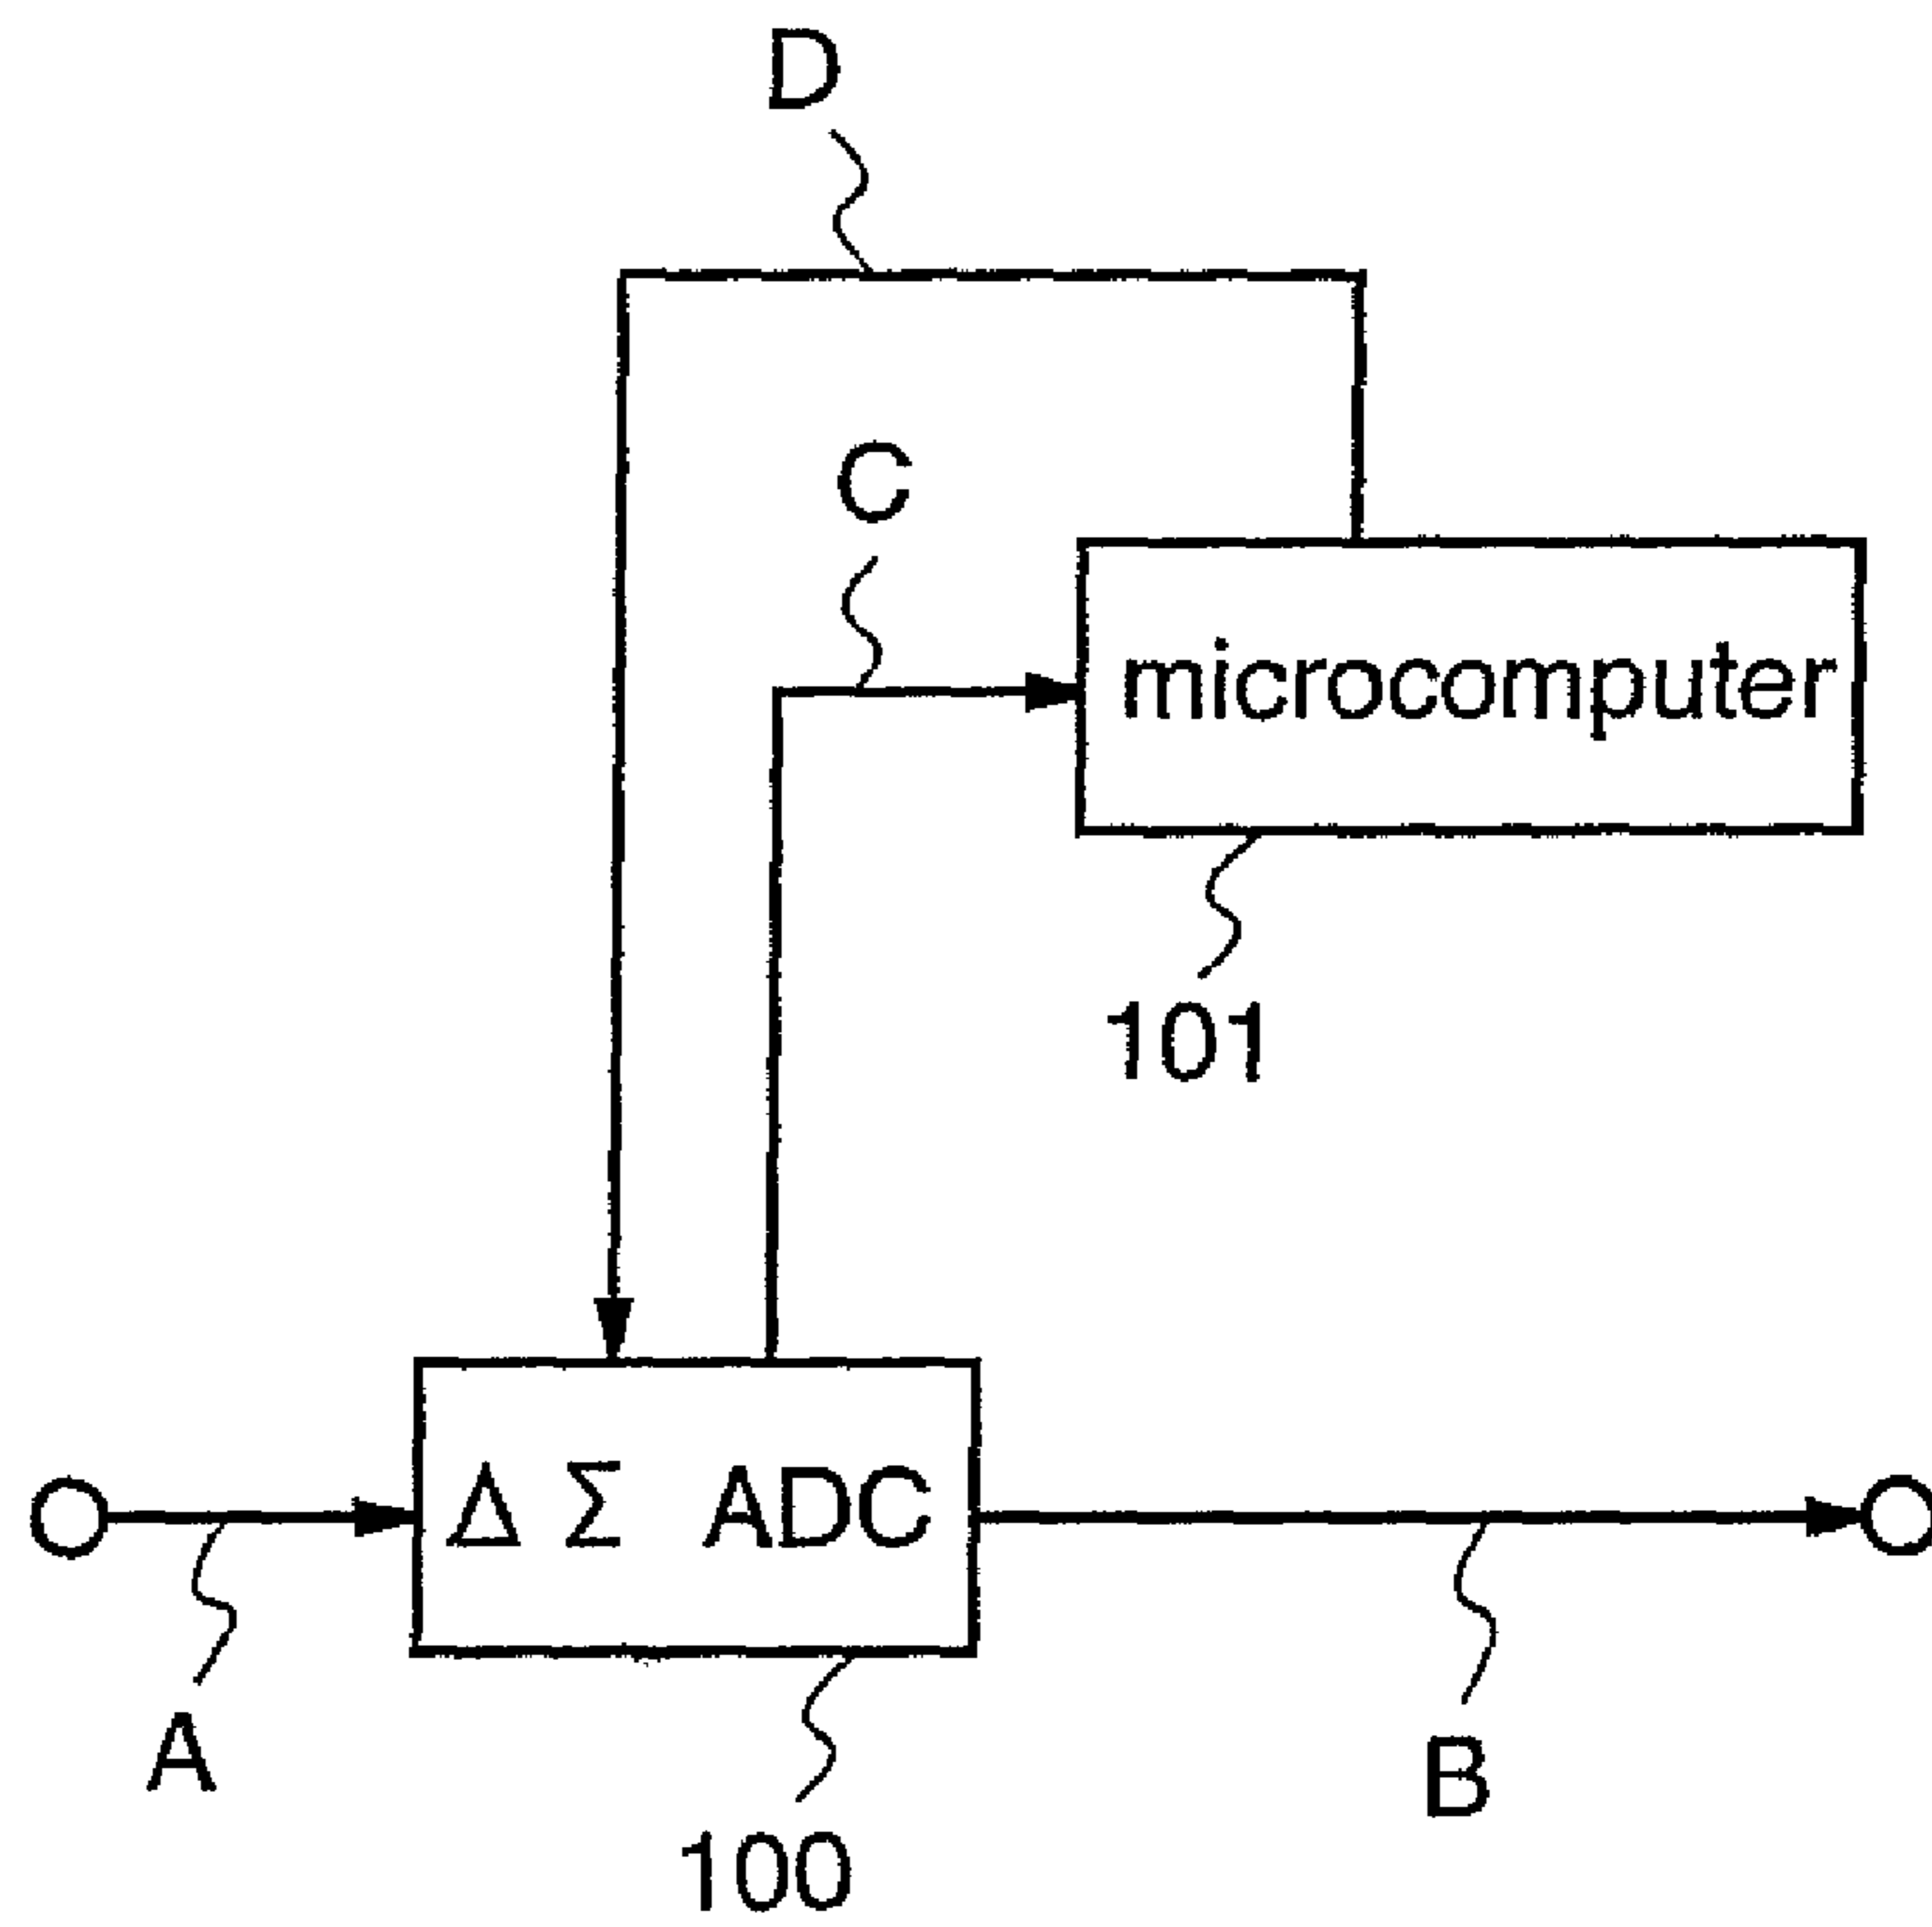 D
C
microcomputer
101
Δ Σ ADC
A
B
100